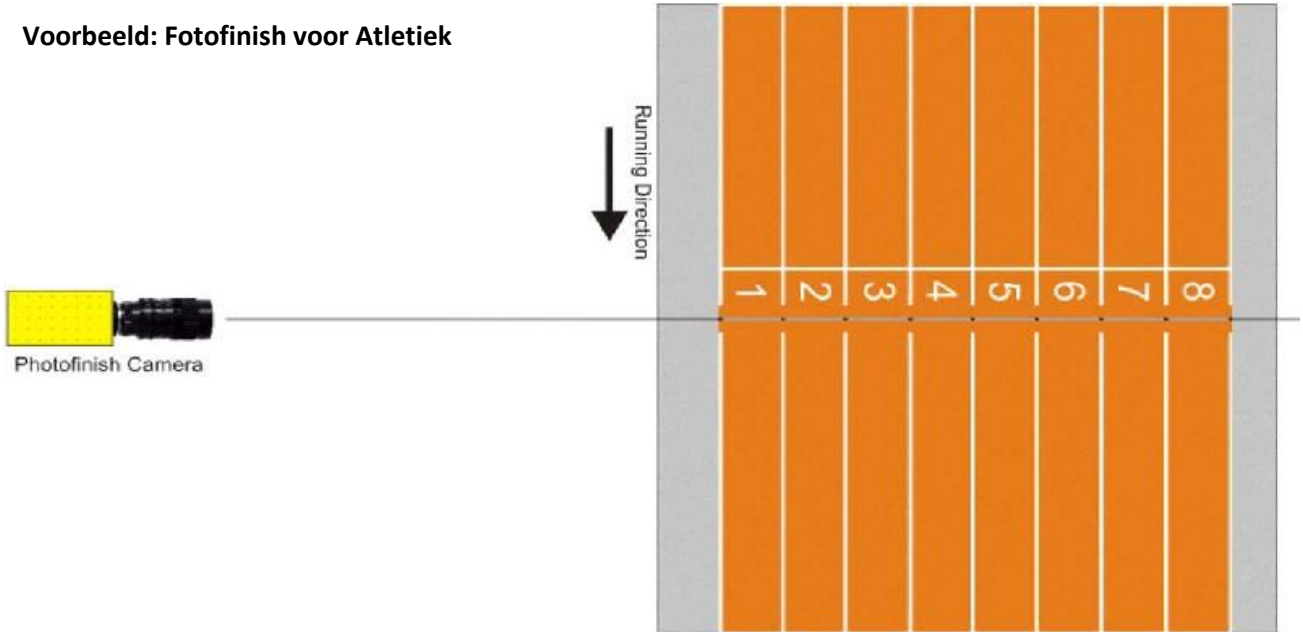 Voorbeeld: Fotofinish voor Atletiek
Running Direction
1 2 3 4 5 6 7 8
Photofinish Camera